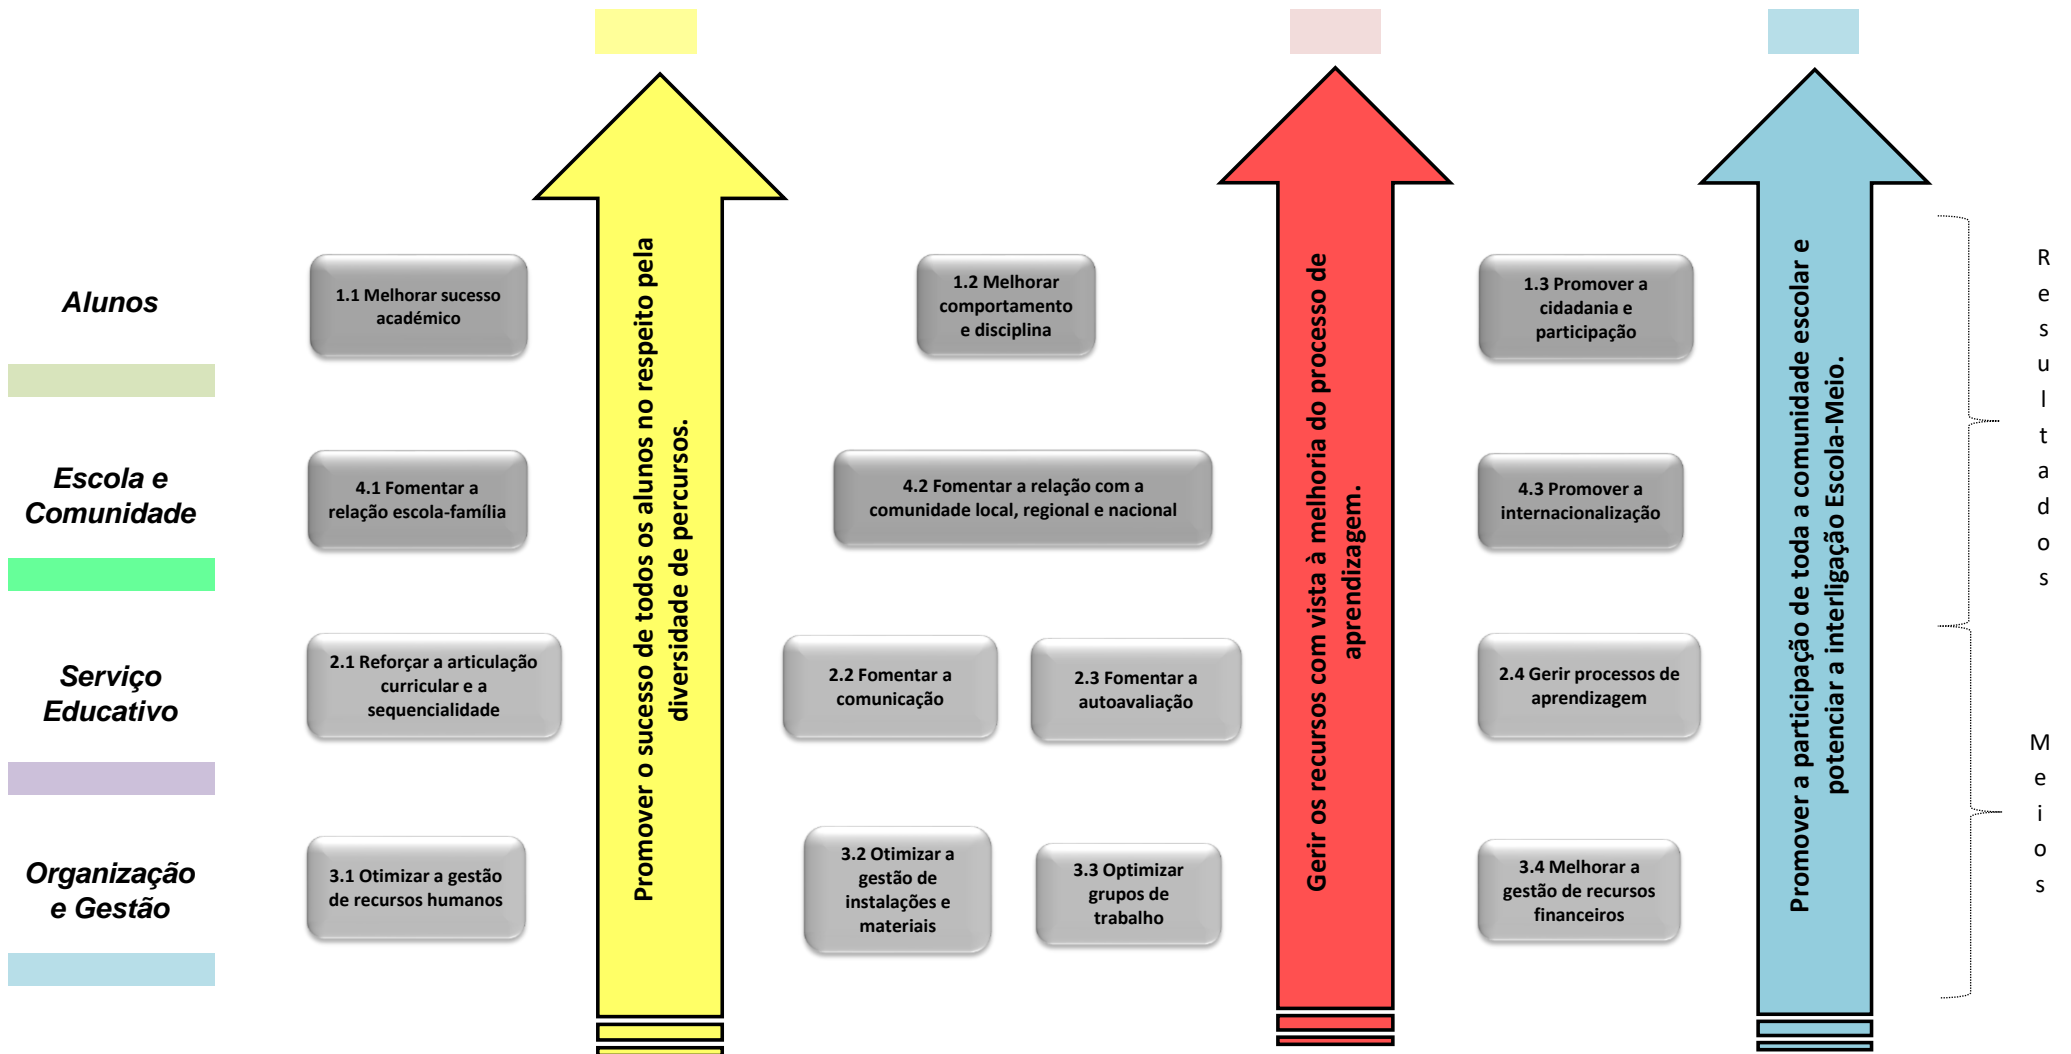 Alunos
1.1 Melhorar sucesso
académico
1.2 Melhorar
comportamento
e disciplina
1.3 Promover a
cidadania e
participação
Escola e
Comunidade
4.1 Fomentar a
relação escola-família
4.2 Fomentar a relação com a
comunidade local, regional e nacional
4.3 Promover a
internacionalização
Serviço
Educativo
2.1 Reforçar a articulação
curricular e a
sequencialidade
2.2 Fomentar a
comunicação
2.3 Fomentar a
autoavaliação
2.4 Gerir processos de
aprendizagem
Organização
e Gestão
3.1 Otimizar a gestão
de recursos humanos
3.2 Otimizar a
gestão de
instalações e
materiais
3.3 Optimizar
grupos de
trabalho
3.4 Melhorar a
gestão de recursos
financeiros
Promover o sucesso de todos os alunos no respeito pela
diversidade de percursos.
Gerir os recursos com vista à melhoria do processo de
aprendizagem.
Promover a participação de toda a comunidade escolar e
potenciar a interligação Escola-Meio.
Resultados
Meios